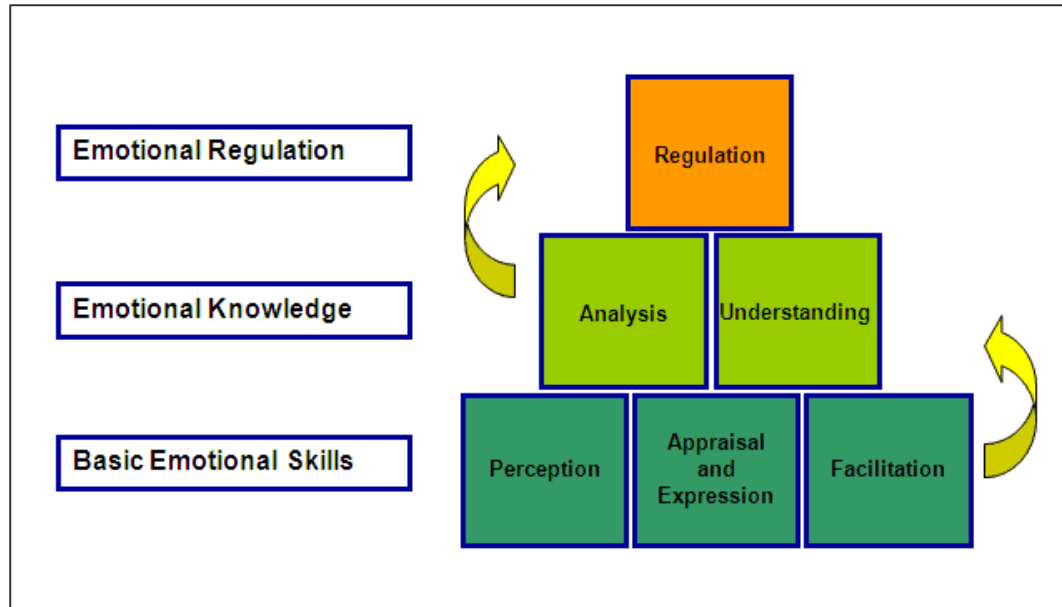 Emotional Regulation
Regulation
Emotional Knowledge
Analysis
Understanding
Basic Emotional Skills
Perception
Appraisal
and
Expression
Facilitation